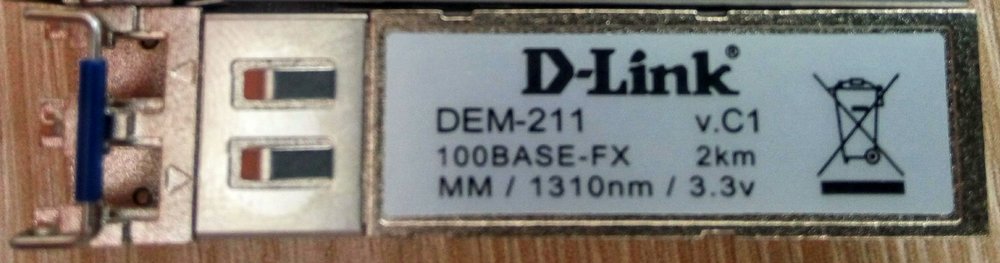 D-Link®
DEM-211 v.C1
100BASE-FX 2km
MM / 1310nm / 3.3v